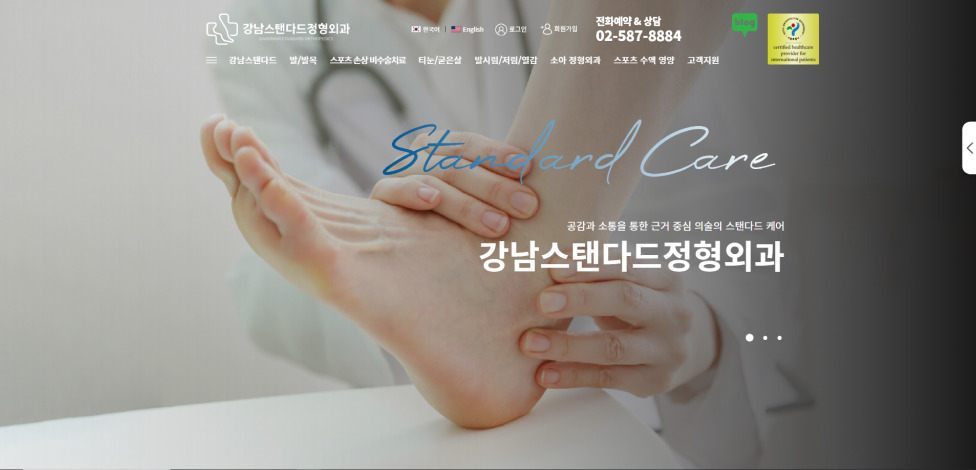 강남스탠다드정형외과
한국어
English
로그인
회원가입
전화예약 & 상담
02-587-8884
blog
certified healthcare
provider for
international patients
강남스탠다드 발/발목 스포츠 손상 비수술치료 티눈/굳은살 발시림/저림/열감 소아 정형외과 스포츠 수액 영양 고객지원
Standard Care
공감과 소통을 통한 근거 중심 의술의 스탠다드 케어
강남스탠다드정형외과